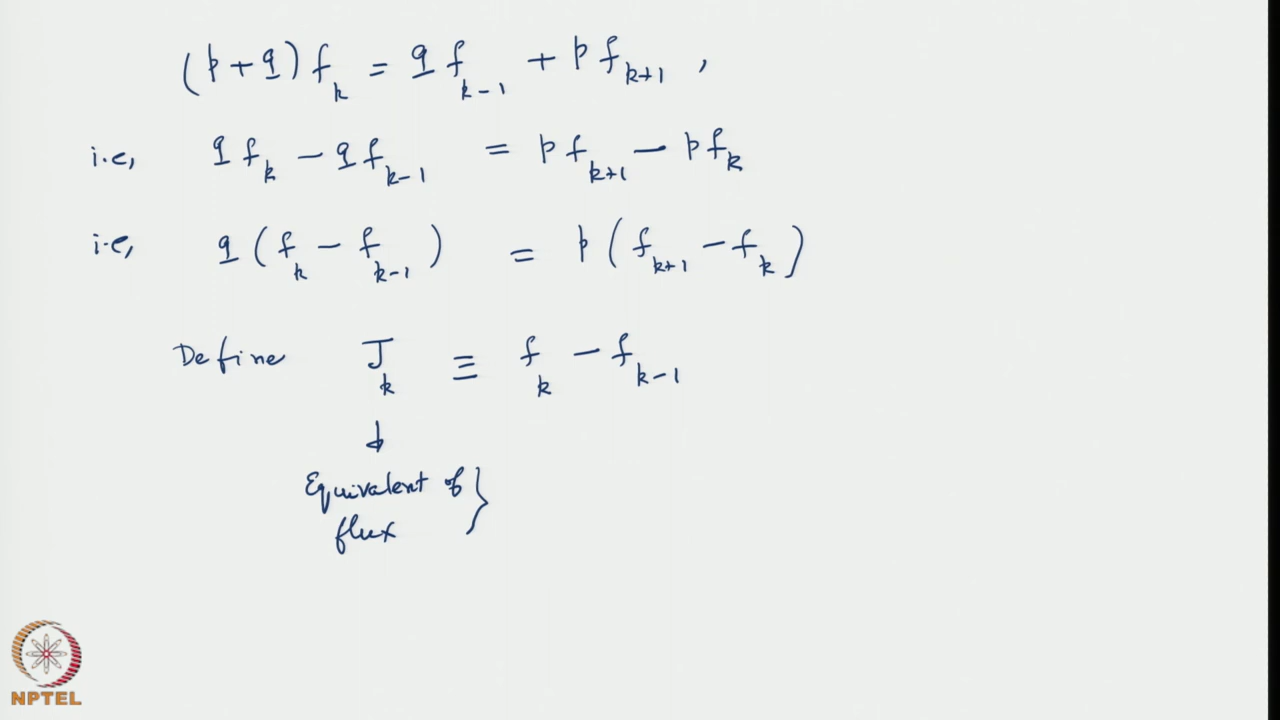 (p+q) f_k = q f_{k-1} + p f_{k+1} ,
i.e, q f_k - q f_{k-1} = p f_{k+1} - p f_k
i.e, q ( f_k - f_{k-1} ) = p ( f_{k+1} - f_k )
Define J_k ≡ f_k - f_{k-1}
↓
Equivalent of }
flux
NPTEL